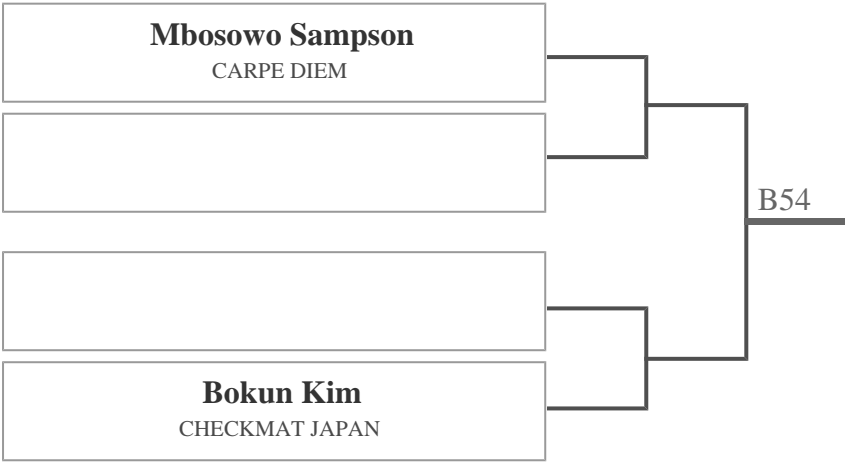 Mbosowo Sampson
CARPE DIEM
B54
Bokun Kim
CHECKMAT JAPAN